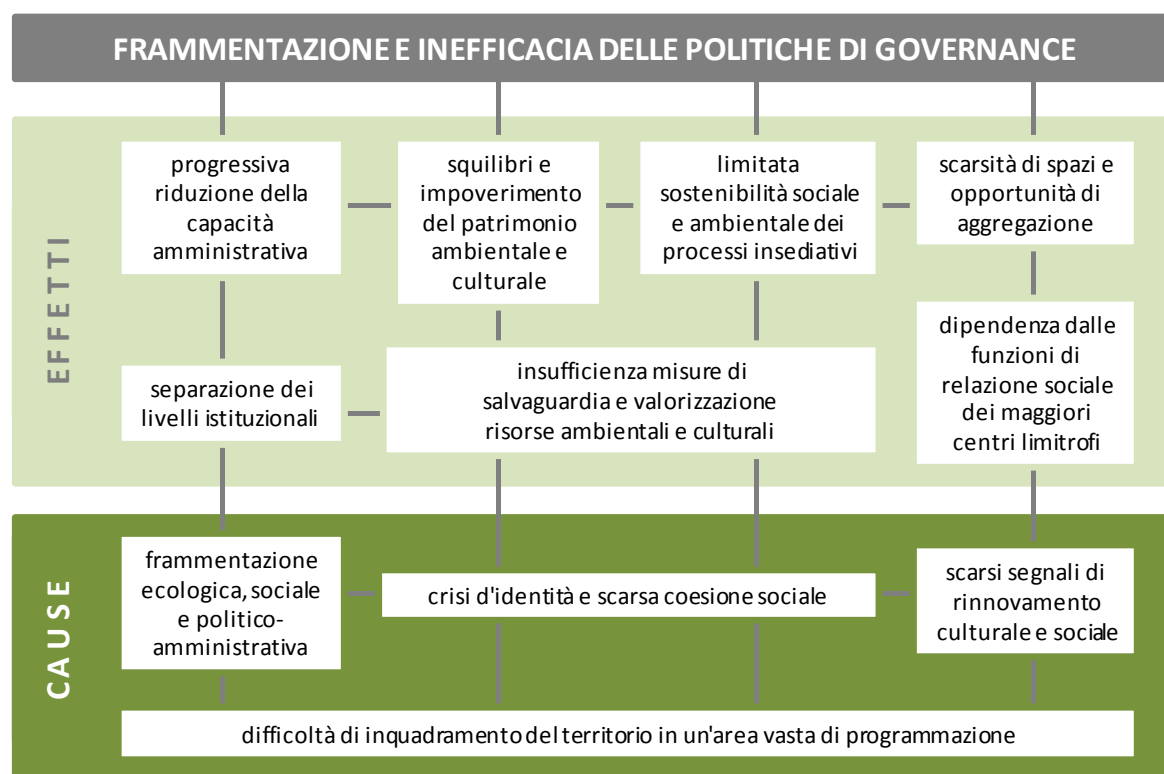 FRAMMENTAZIONE E INEFFICACIA DELLE POLITICHE DI GOVERNANCE
EFFETTI
progressiva
riduzione della
capacità
amministrativa
squilibri e
impoverimento
del patrimonio
ambientale e
culturale
limitata
sostenibilità sociale
e ambientale dei
processi insediativi
scarsità di spazi e
opportunità di
aggregazione
separazione dei
livelli istituzionali
insufficienza misure di
salvaguardia e valorizzazione
risorse ambientali e culturali
dipendenza dalle
funzioni di
relazione sociale
dei maggiori
centri limitrofi
CAUSE
frammentazione
ecologica, sociale
e politico-
amministrativa
crisi d'identità e scarsa coesione sociale
scarsi segnali di
rinnovamento
culturale e sociale
difficoltà di inquadramento del territorio in un'area vasta di programmazione